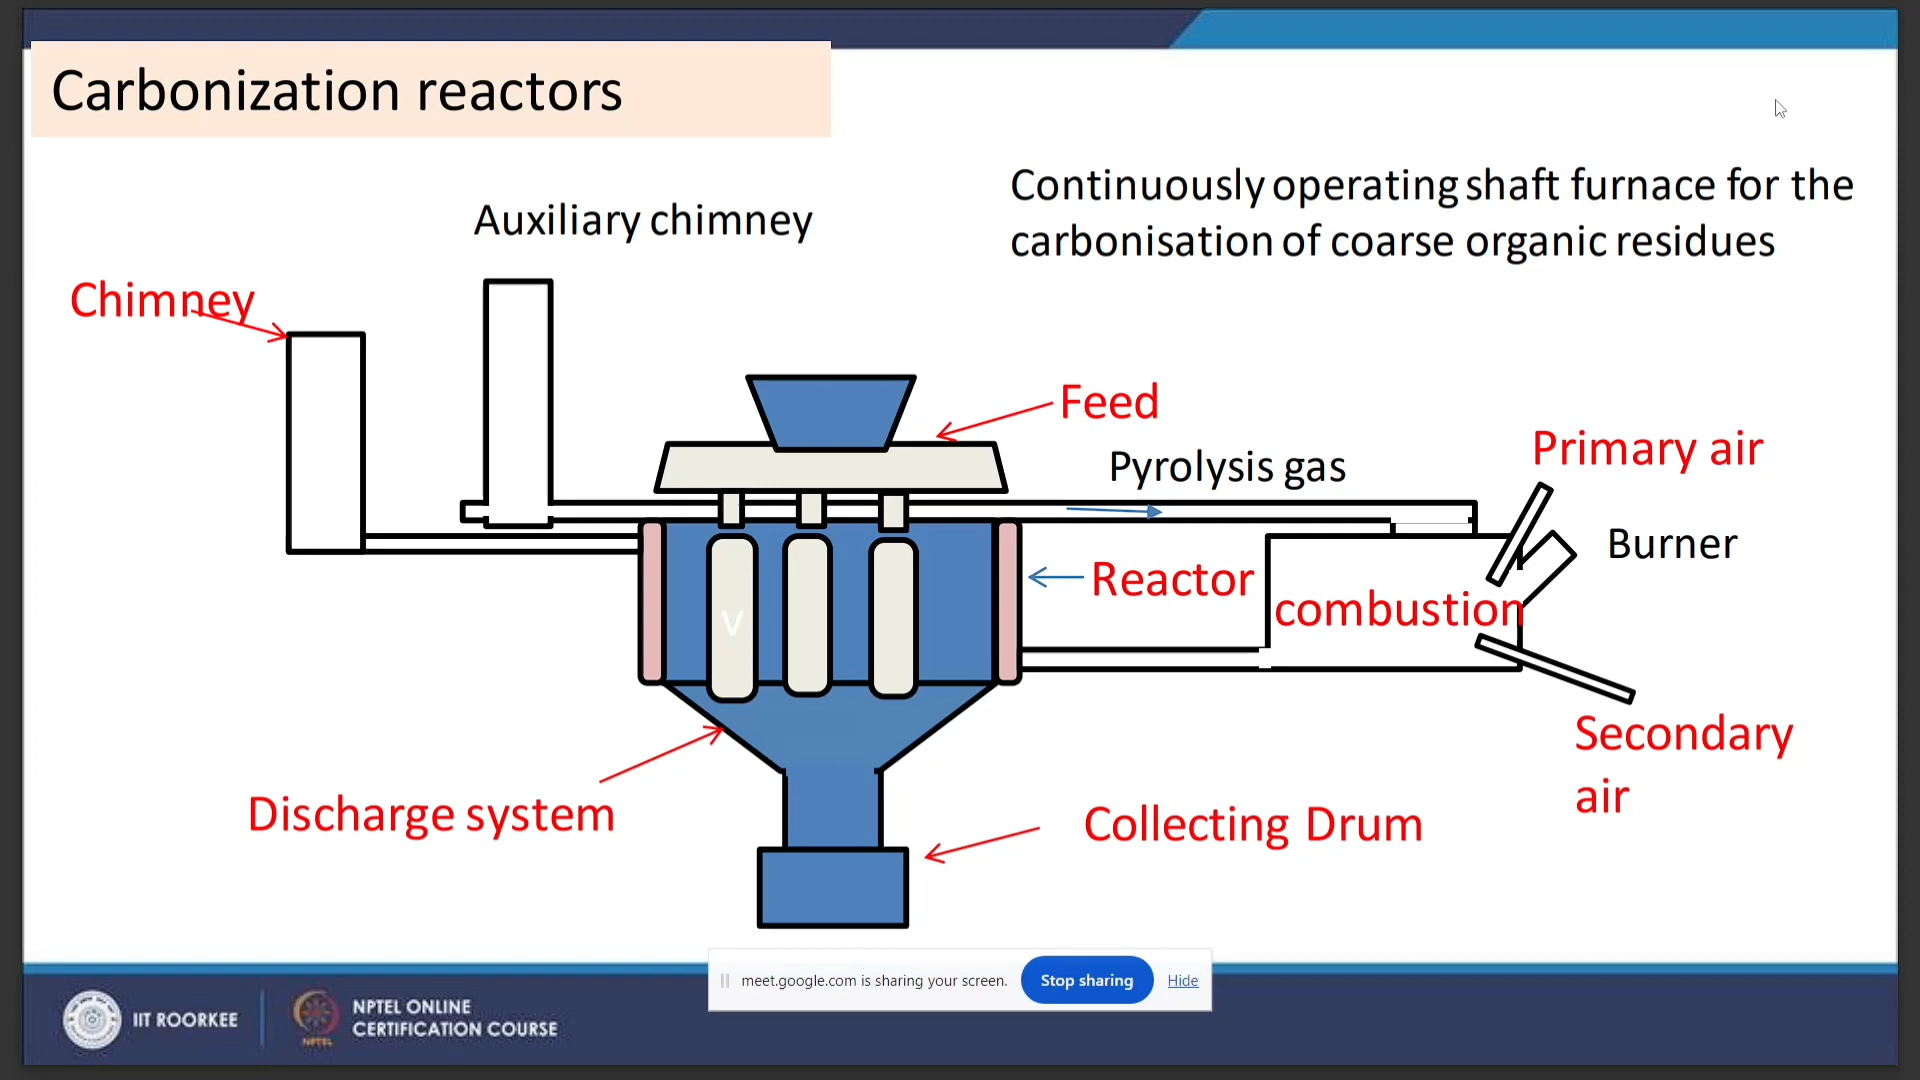 Carbonization reactors
Continuously operating shaft furnace for the
carbonisation of coarse organic residues
Auxiliary chimney
Chimney
Feed
Pyrolysis gas
Primary air
Burner
Reactor
combustion
V
Secondary
air
Discharge system
Collecting Drum
meet.google.com is sharing your screen.
Stop sharing
Hide
IIT ROORKEE
NPTEL
NPTEL ONLINE
CERTIFICATION COURSE